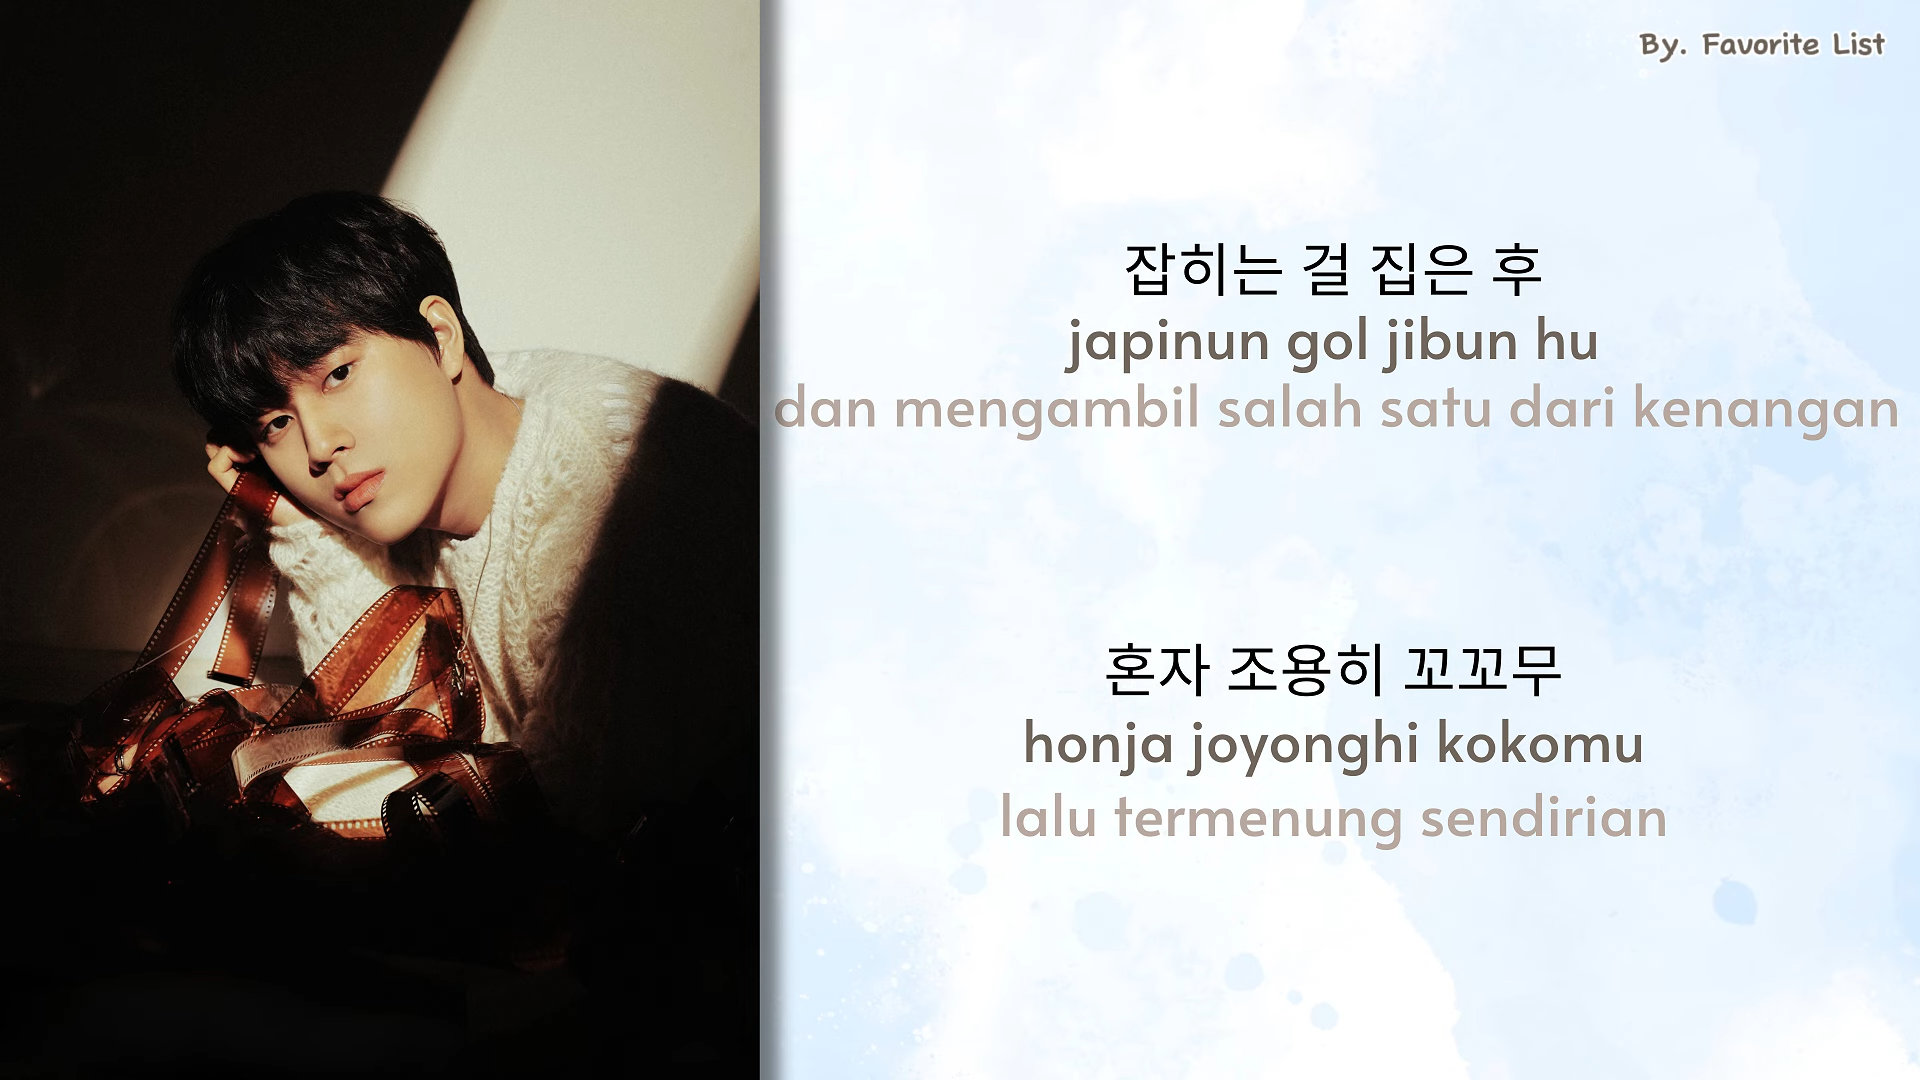 By. Favorite List
잡히는 걸 집은 후
japinun gol jibun hu
dan mengambil salah satu dari kenangan
혼자 조용히 꼬꼬무
honja joyonghi kokomu
lalu termenung sendirian